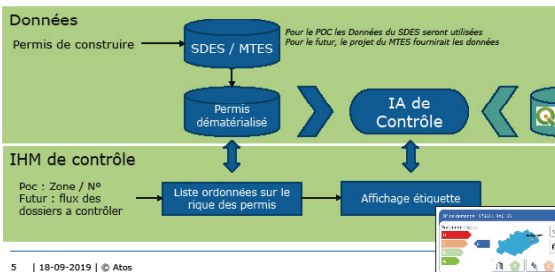 Données
Permis de construire
SDES / MTES
Pour le POC les Données du SDES seront utilisées
Pour le futur, le projet du MTES fournirait les données
Permis
dématérialisé
IA de
Contrôle
IHM de contrôle
Poc : Zone / Nº
Futur : flux des
dossiers a contrôler
Liste ordonnées sur le
rique des permis
Affichage étiquette
5 | 18-09-2019 | © Atos